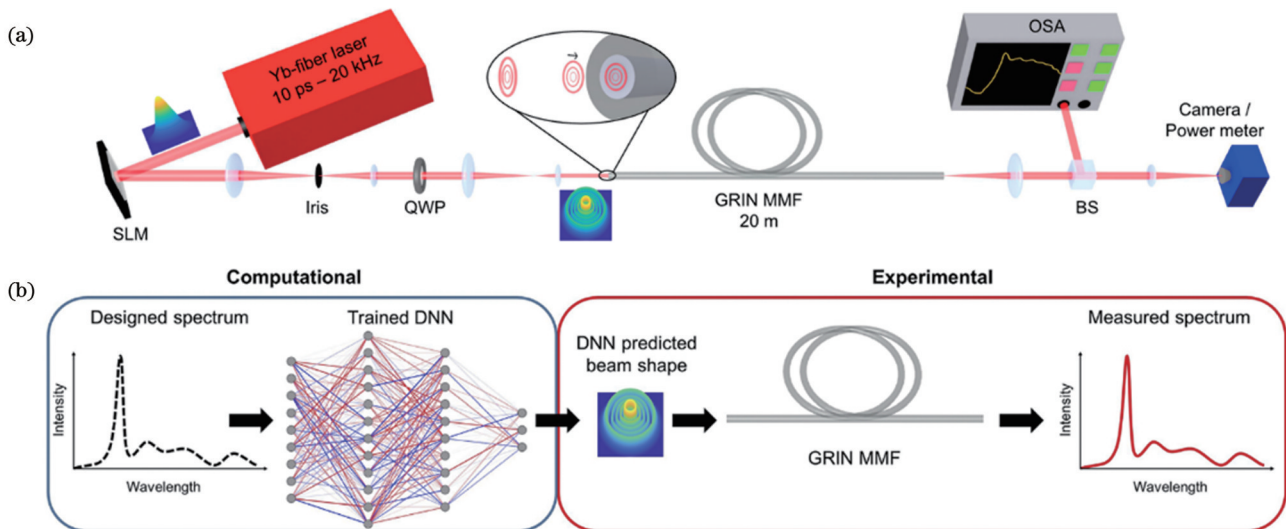 (a)
Yb-fiber laser
10 ps – 20 kHz
OSA
Camera /
Power meter
SLM
Iris
QWP
GRIN MMF
20 m
BS
(b)
Computational
Experimental
Designed spectrum
Intensity
Wavelength
Trained DNN
DNN predicted
beam shape
GRIN MMF
Measured spectrum
Intensity
Wavelength